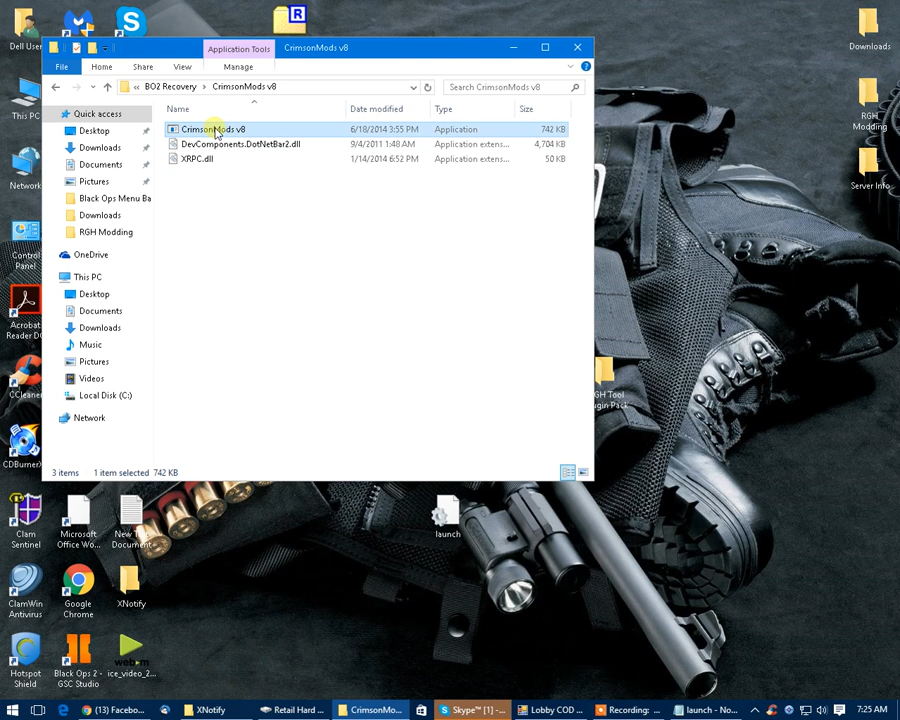 R
Dell User
Application Tools
CrimsonMods v8
File
Home
Share
View
Manage
« BO2 Recovery › CrimsonMods v8
Search CrimsonMods v8
Name
Date modified
Type
Size
CrimsonMods v8
6/18/2014 3:55 PM
Application
742 KB
DevComponents.DotNetBar2.dll
9/4/2011 1:48 AM
Application extens...
4,704 KB
XRPC.dll
1/14/2014 6:52 PM
Application extens...
50 KB
Quick access
Desktop
Downloads
Documents
Pictures
Black Ops Menu Ba
Downloads
RGH Modding
OneDrive
This PC
Desktop
Documents
Downloads
Music
Pictures
Videos
Local Disk (C:)
Network
3 items
1 item selected 742 KB
This PC
Network
Control
Panel
Acrobat
Reader DC
CCleaner
CDBurnerX
Downloads
RGH
Modding
Server Info
RGH Tool
Plugin Pack
Clam
Sentinel
Microsoft
Office Wo...
New Te
Document
launch
ClamWin
Antivirus
Google
Chrome
XNotify
Hotspot
Shield
Black Ops 2 -
GSC Studio
webm
ice_video_2...
(13) Facebo...
XNotify
Retail Hard ...
CrimsonMo...
Skype™ [1] -...
Lobby COD ...
Recording: ...
launch - No...
7:25 AM